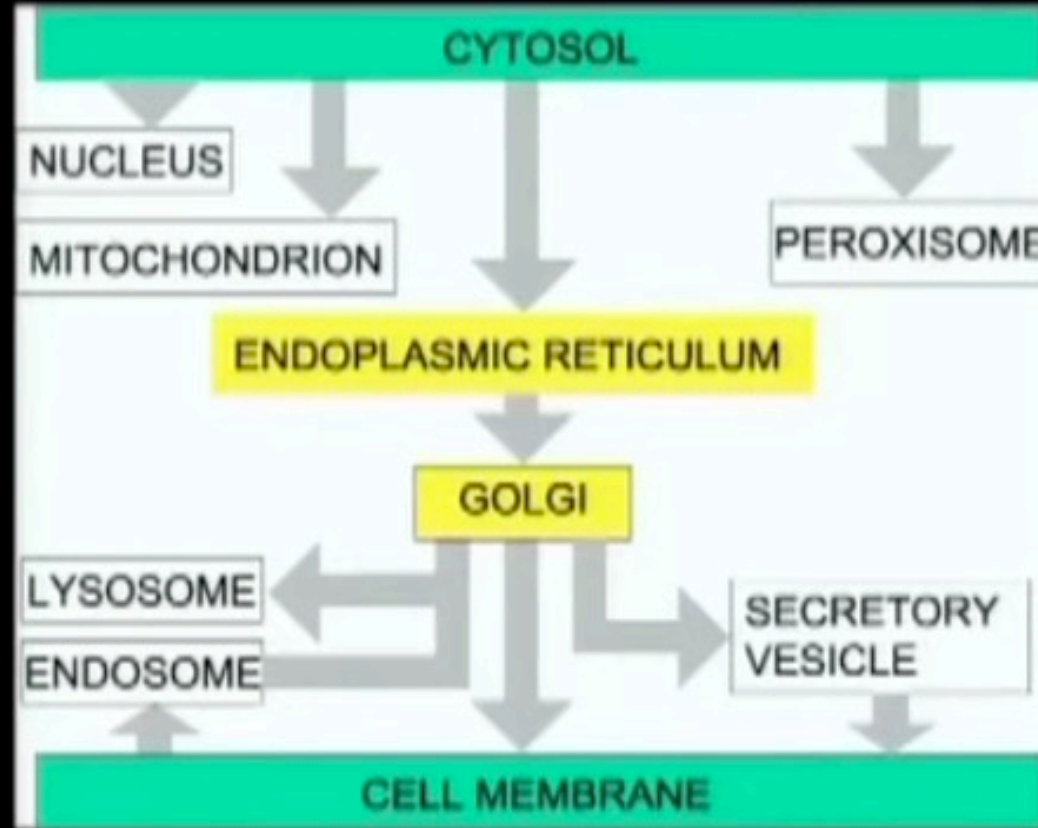 CYTOSOL
NUCLEUS
MITOCHONDRION
PEROXISOME
ENDOPLASMIC RETICULUM
GOLGI
LYSOSOME
ENDOSOME
SECRETORY
VESICLE
CELL MEMBRANE